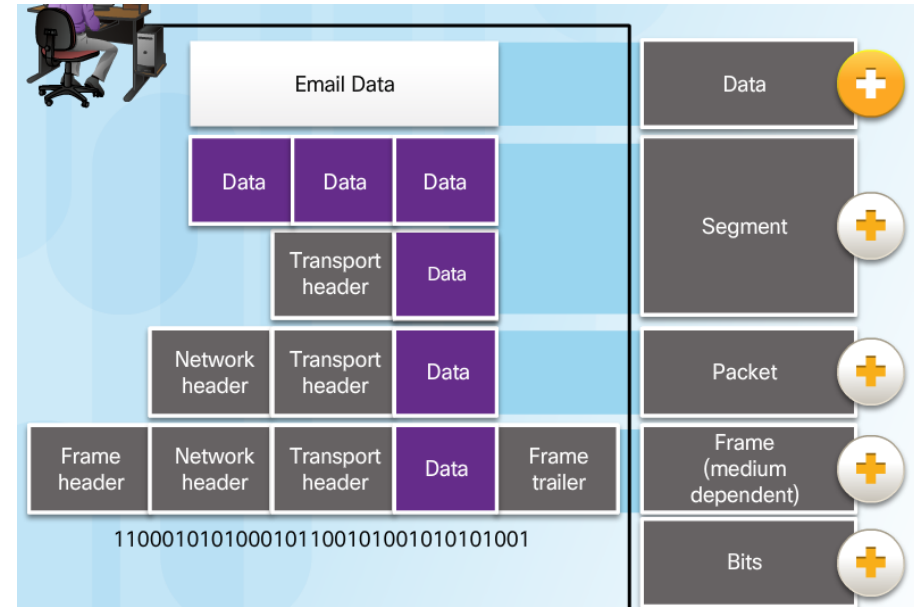 Email Data
Data
Data Data Data
Segment
Transport
header
Data
Network
header
Transport
header
Data
Packet
Frame
header
Network
header
Transport
header
Data
Frame
trailer
Frame
(medium
dependent)
1100010101000101100101001010101001
Bits